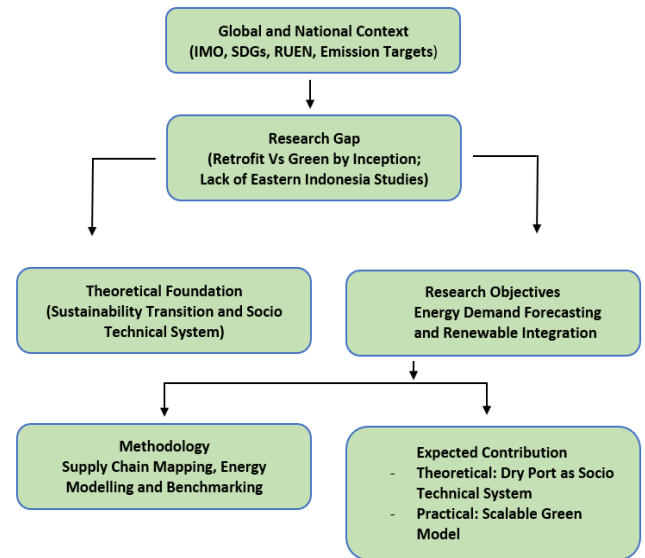 Global and National Context
(IMO, SDGs, RUEN, Emission Targets)
Research Gap
(Retrofit Vs Green by Inception;
Lack of Eastern Indonesia Studies)
Theoretical Foundation
(Sustainability Transition and Socio
Technical System)
Research Objectives
Energy Demand Forecasting
and Renewable Integration
Methodology
Supply Chain Mapping, Energy
Modelling and Benchmarking
Expected Contribution
- Theoretical: Dry Port as Socio
Technical System
- Practical: Scalable Green
Model